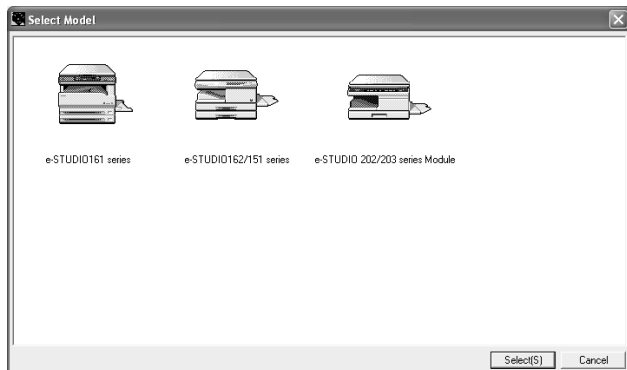 Select Model
e-STUDIO161 series
e-STUDIO162/151 series
e-STUDIO 202/203 series Module
Select(S)
Cancel